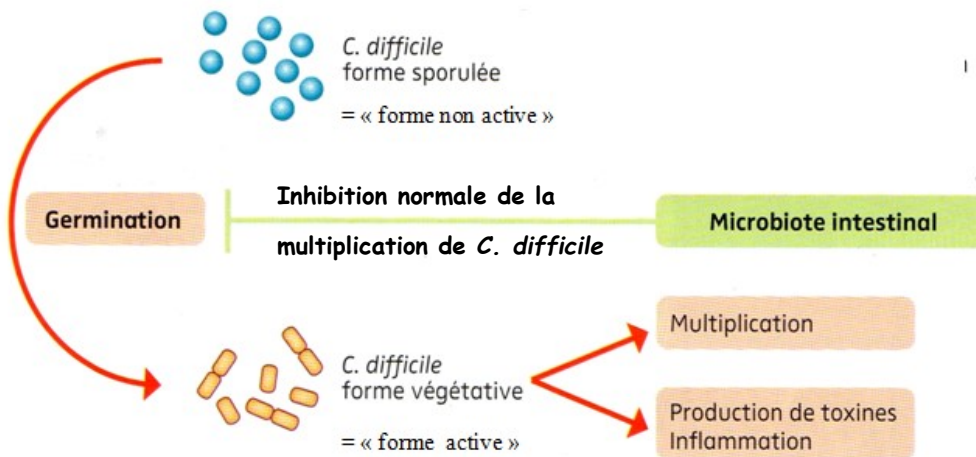 C. difficile
forme sporulée
= « forme non active »
Germination
Inhibition normale de la
multiplication de C. difficile
Microbiote intestinal
C. difficile
forme végétative
= « forme active »
Multiplication
Production de toxines
Inflammation